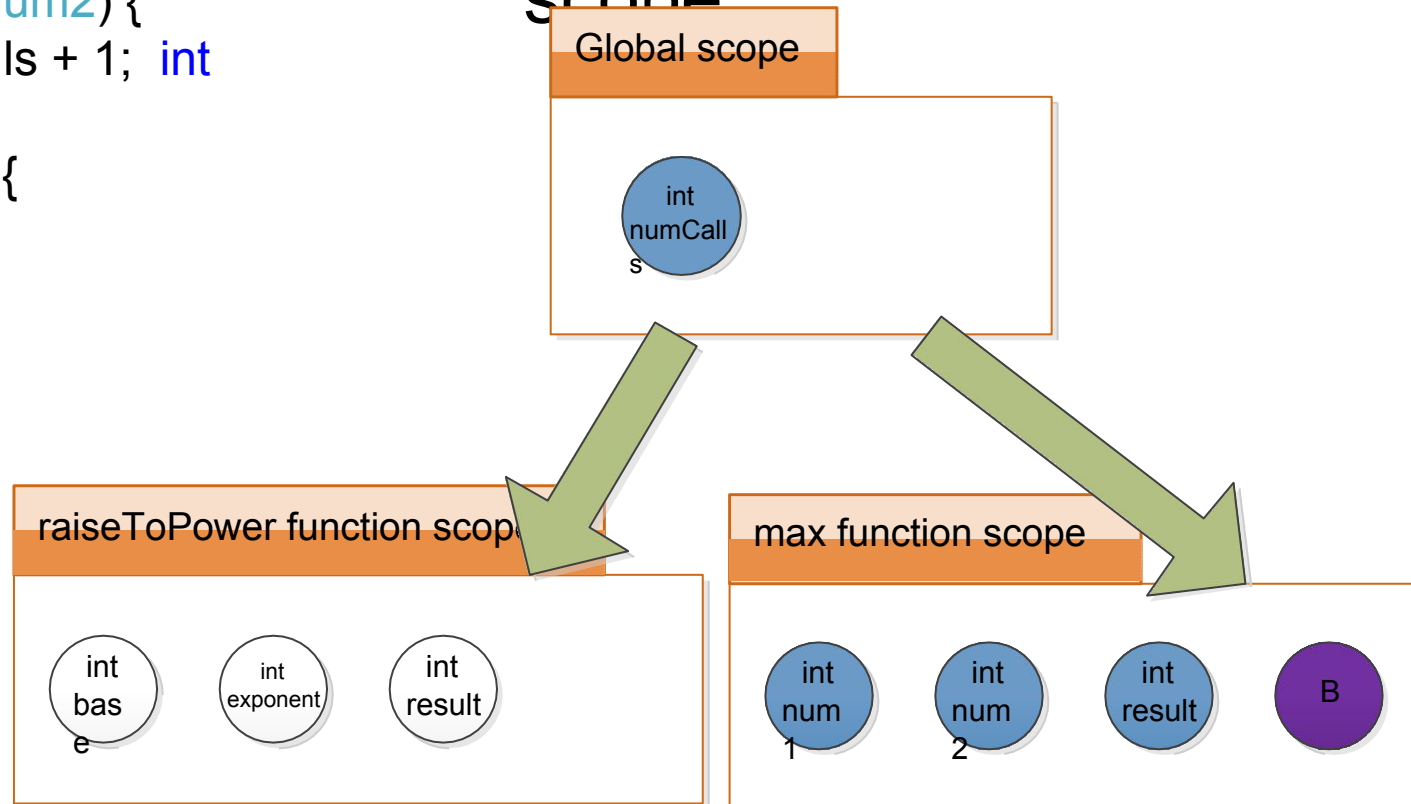 um2) {
ls + 1; int
{
scope
Global scope
int
numCall
s
raiseToPower function scop
max function scope
int
bas
e
int
exponent
int
result
int
num
1
int
num
2
int
result
B